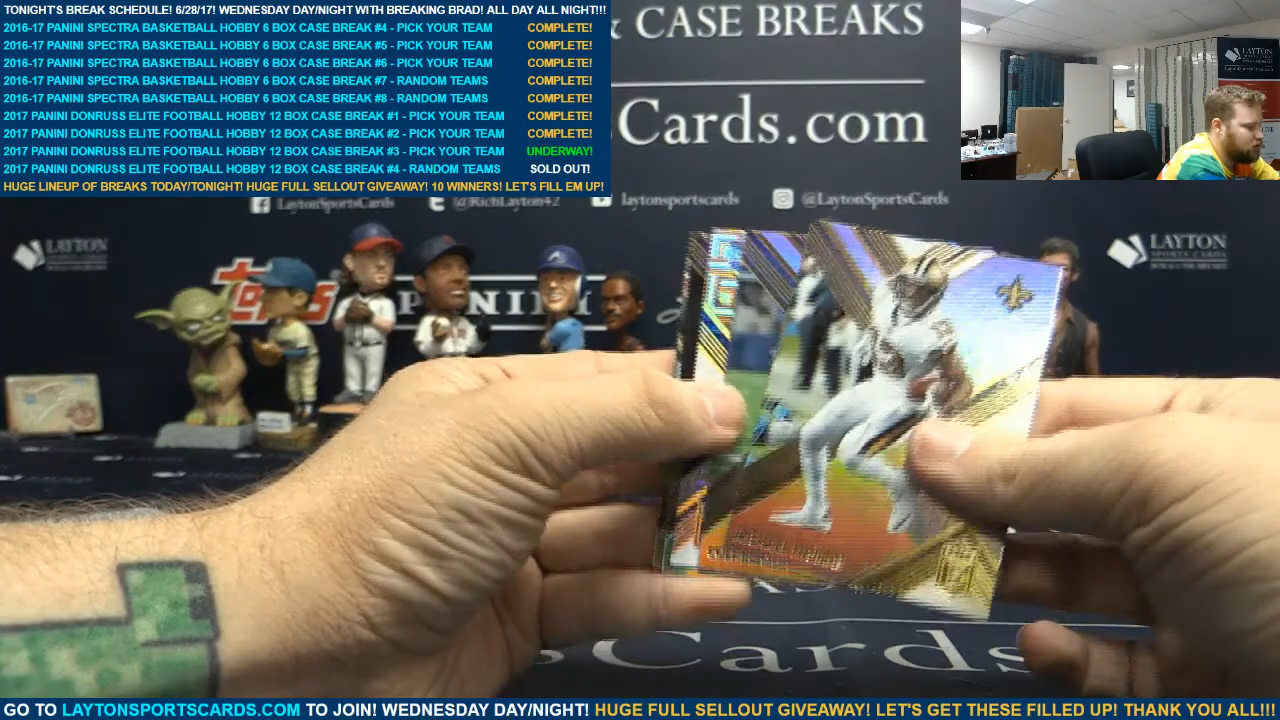 TONIGHT'S BREAK SCHEDULE! 6/28/17! WEDNESDAY DAY/NIGHT WITH BREAKING BRAD! ALL DAY ALL NIGHT!!!
2016-17 PANINI SPECTRA BASKETBALL HOBBY 6 BOX CASE BREAK #4 - PICK YOUR TEAM COMPLETE!
2016-17 PANINI SPECTRA BASKETBALL HOBBY 6 BOX CASE BREAK #5 - PICK YOUR TEAM COMPLETE!
2016-17 PANINI SPECTRA BASKETBALL HOBBY 6 BOX CASE BREAK #6 - PICK YOUR TEAM COMPLETE!
2016-17 PANINI SPECTRA BASKETBALL HOBBY 6 BOX CASE BREAK #7 - RANDOM TEAMS COMPLETE!
2016-17 PANINI SPECTRA BASKETBALL HOBBY 6 BOX CASE BREAK #8 - RANDOM TEAMS COMPLETE!
2017 PANINI DONRUSS ELITE FOOTBALL HOBBY 12 BOX CASE BREAK #1 - PICK YOUR TEAM COMPLETE!
2017 PANINI DONRUSS ELITE FOOTBALL HOBBY 12 BOX CASE BREAK #2 - PICK YOUR TEAM COMPLETE!
2017 PANINI DONRUSS ELITE FOOTBALL HOBBY 12 BOX CASE BREAK #3 - PICK YOUR TEAM UNDERWAY!
2017 PANINI DONRUSS ELITE FOOTBALL HOBBY 12 BOX CASE BREAK #4 - RANDOM TEAMS SOLD OUT!
HUGE LINEUP OF BREAKS TODAY/TONIGHT! HUGE FULL SELLOUT GIVEAWAY! 10 WINNERS! LET'S FILL EM UP!
& CASE BREAKS
sCards.com
LaytonSportsCards @RichLayton42 laytonsportscards @LaytonSportsCards
LAYTON
SPORTS CARDS
topps PANINI
LAYTON
SPORTS CARDS
LAYTON
sCards
GO TO LAYTONSPORTSCARDS.COM TO JOIN! WEDNESDAY DAY/NIGHT! HUGE FULL SELLOUT GIVEAWAY! LET'S GET THESE FILLED UP! THANK YOU ALL!!!